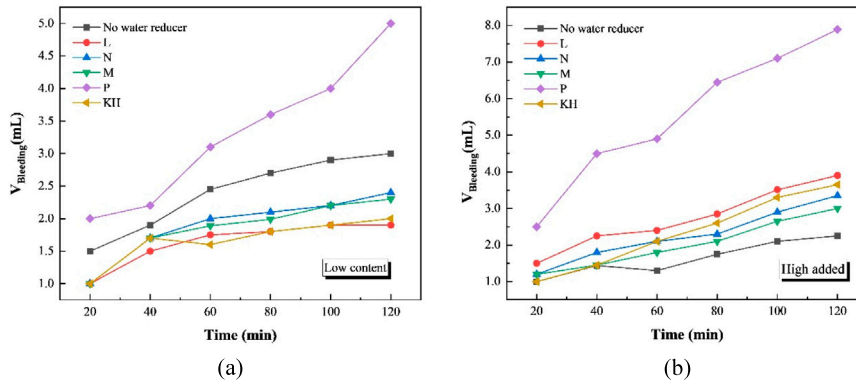 (a)
V_Bleeding(mL)
5.0
4.5
4.0
3.5
3.0
2.5
2.0
1.5
1.0
No water reducer
L
N
M
P
KH
Low content
20 40 60 80 100 120
Time (min)
(a)
(b)
V_Bleeding(mL)
8.0
7.0
6.0
5.0
4.0
3.0
2.0
1.0
No water reducer
L
N
M
P
KH
High added
20 40 60 80 100 120
Time (min)
(b)